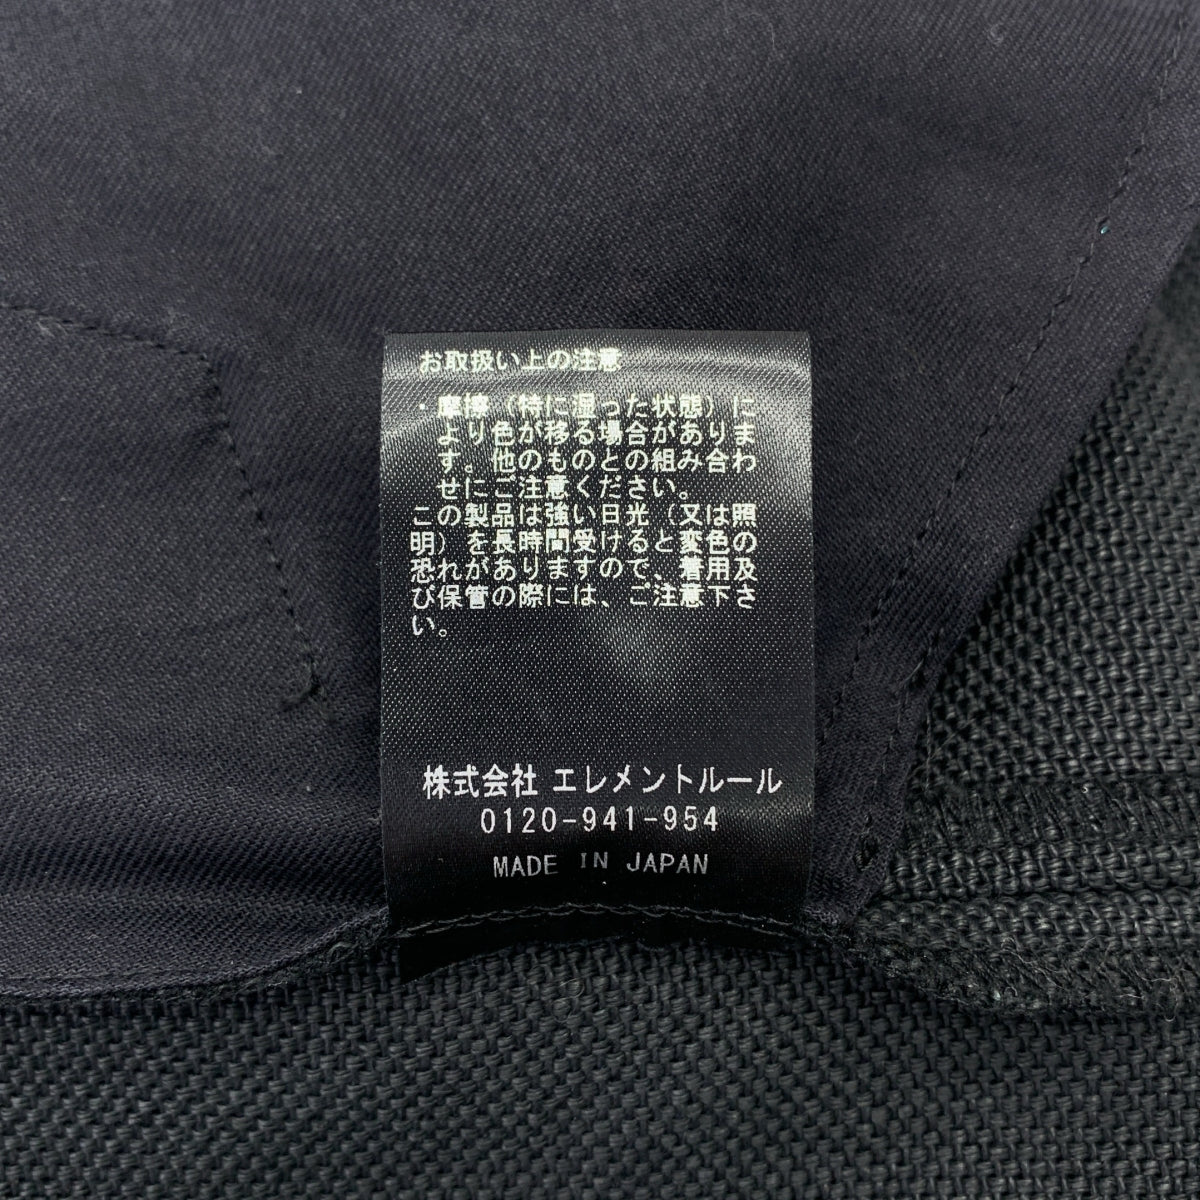 お取扱い上の注意
・摩擦（特に湿った状態）に
より色が移る場合がありま
す。他のものとの組み合わ
せにご注意ください。
この製品は強い日光（又は照
明）を長時間受けると変色の
恐れがありますので、着用及
び保管の際には、ご注意下さ
い。
株式会社 エレメントルール
0120-941-954
MADE IN JAPAN